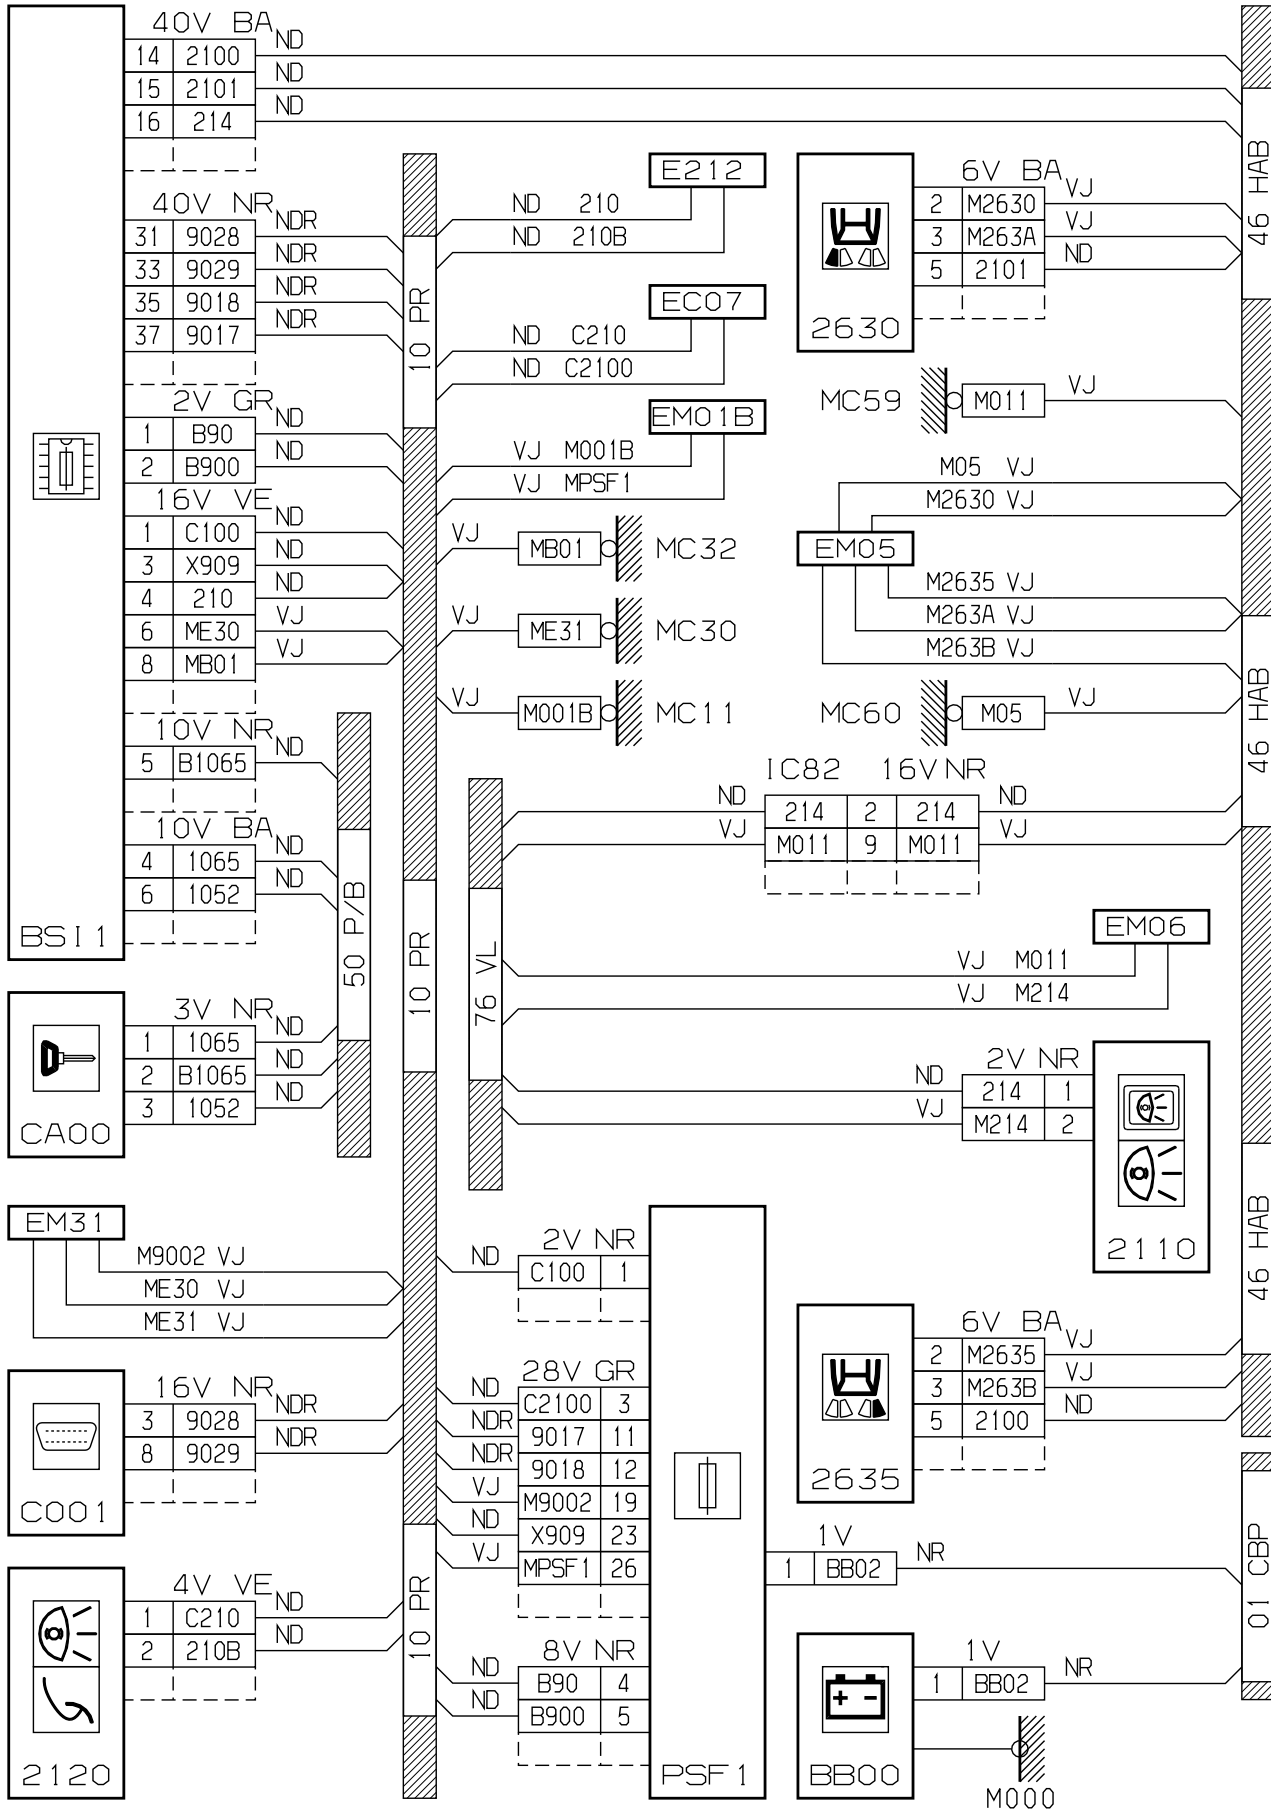 40V BA
14 2100 ND
15 2101 ND
16 214 ND
40V NR
31 9028 NDR
33 9029 NDR
35 9018 NDR
37 9017 NDR
2V GR
1 B90 ND
2 B900 ND
16V VE
1 C100 ND
3 X909 ND
4 210 ND
6 ME30 VJ
8 MB01 VJ
10V NR
5 B1065 ND
10V BA
4 1065 ND
6 1052 ND
BSI1
3V NR
1 1065 ND
2 B1065 ND
3 1052 ND
CA00
EM31
M9002 VJ
ME30 VJ
ME31 VJ
16V NR
3 9028 NDR
8 9029 NDR
C001
4V VE
1 C210 ND
2 210B ND
2120
50 P/B
10 PR
10 PR
10 PR
76 VL
E212
ND 210
ND 210B
EC07
ND C210
ND C2100
EM01B
VJ M001B
VJ MPSF1
VJ MB01 MC32
VJ ME31 MC30
VJ M001B MC11
6V BA
2 M2630 VJ
3 M263A VJ
5 2101 ND
2630
MC59 M011 VJ
M05 VJ
M2630 VJ
EM05
M2635 VJ
M263A VJ
M263B VJ
MC60 M05 VJ
IC82 16V NR
ND 214 2 214 ND
VJ M011 9 M011 VJ
EM06
VJ M011
VJ M214
2V NR
ND 214 1
VJ M214 2
2110
2V NR
ND C100 1
28V GR
ND C2100 3
NDR 9017 11
NDR 9018 12
VJ M9002 19
ND X909 23
VJ MPSF1 26
8V NR
ND B90 4
ND B900 5
PSF1
1V
1 BB02 NR
6V BA
2 M2635 VJ
3 M263B VJ
5 2100 ND
2635
1V
1 BB02 NR
+ -
BB00
M000
46 HAB
46 HAB
46 HAB
01 CBP